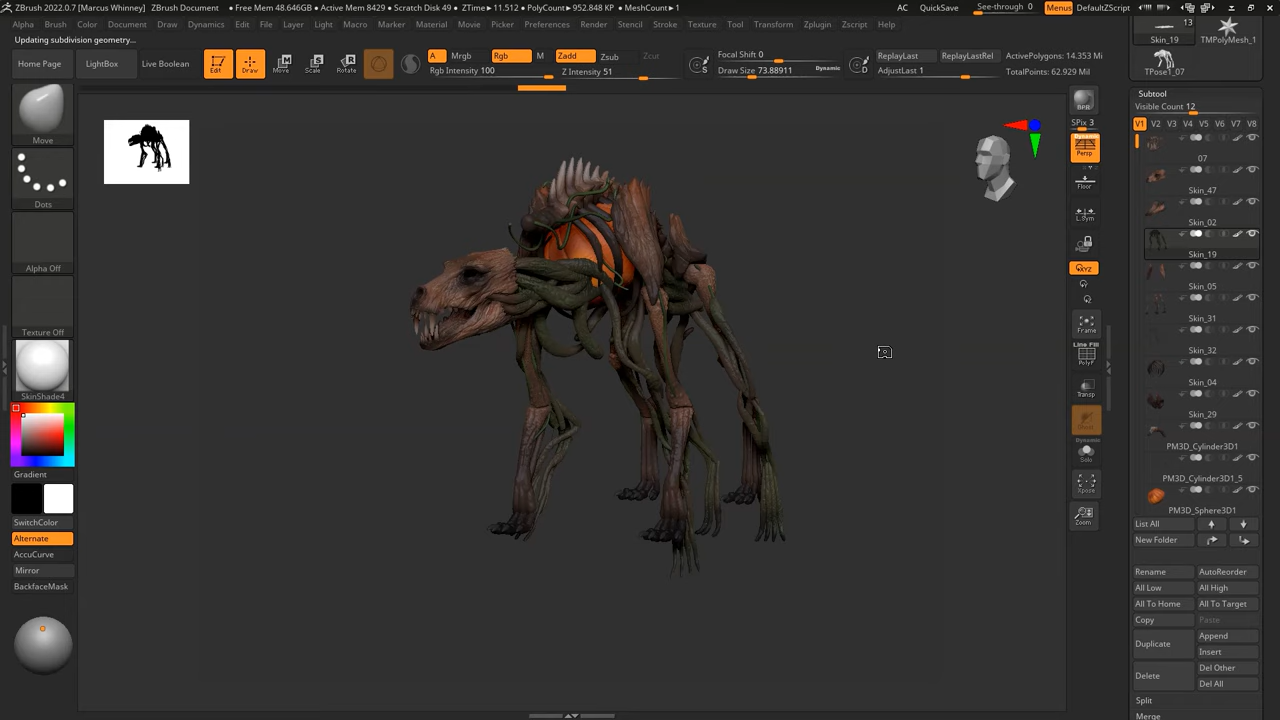 ZBrush 2022.0.7 [Marcus Whinney] ZBrush Document • Free Mem 48.646GB • Active Mem 8429 • Scratch Disk 49 • ZTime▸11.512 • PolyCount▸952.848 KP • MeshCount▸1 AC QuickSave See-through 0 Menus DefaultZScript
Alpha Brush Color Document Draw Dynamics Edit File Layer Light Macro Marker Material Movie Picker Preferences Render Stencil Stroke Texture Tool Transform Zplugin Zscript Help
Updating subdivision geometry...
Home Page LightBox Live Boolean Edit Draw Move Scale Rotate
A Mrgb Rgb M Zadd Zsub Zcut
Rgb Intensity 100 Z Intensity 51
Focal Shift 0
Draw Size 73.88911 Dynamic
S D
ReplayLast ReplayLastRel
AdjustLast 1
ActivePolygons: 14.353 Mi
TotalPoints: 62.929 Mil
13
Skin_19 TMPolyMesh_1
TPose1_07
Move
Dots
Alpha Off
Texture Off
SkinShade4
Gradient
SwitchColor
Alternate
AccuCurve
Mirror
BackfaceMask
BPR
SPix 3
Dynamic
Persp
Floor
L.Sym
XYZ
Frame
Line Fill
PolyF
Transp
Ghost
Dynamic
Solo
Xpose
Zoom
Subtool
Visible Count 12
V1 V2 V3 V4 V5 V6 V7 V8
07
Skin_47
Skin_02
Skin_19
Skin_05
Skin_31
Skin_32
Skin_04
Skin_29
PM3D_Cylinder3D1
PM3D_Cylinder3D1_5
PM3D_Sphere3D1
List All
New Folder
Rename AutoReorder
All Low All High
All To Home All To Target
Copy Paste
Duplicate Append
Insert
Delete Del Other
Del All
Split
Merge